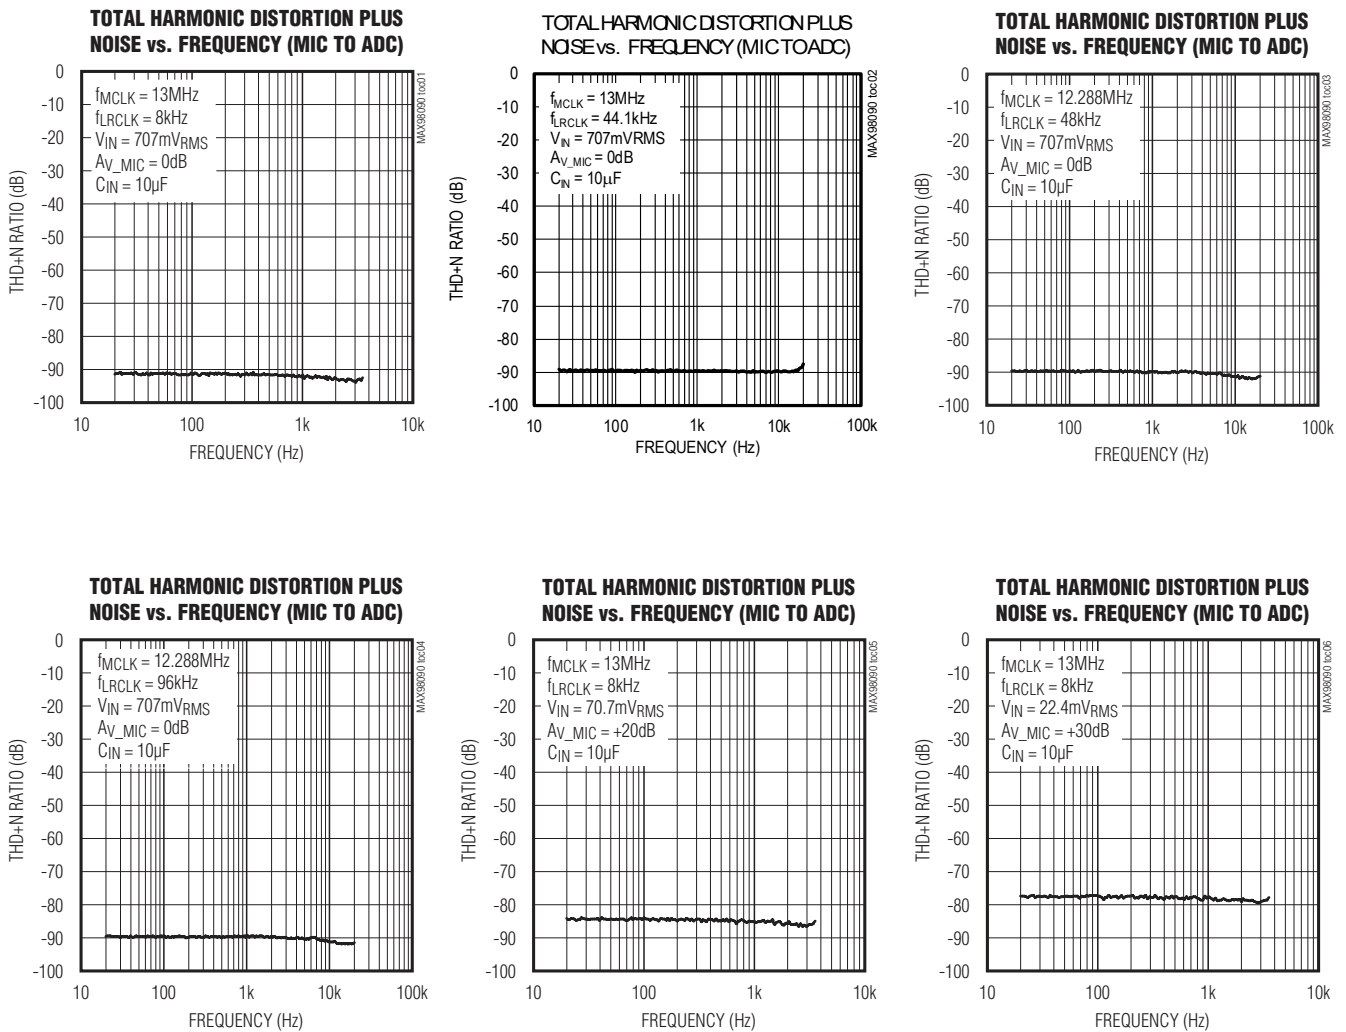 TOTAL HARMONIC DISTORTION PLUS
NOISE vs. FREQUENCY (MIC TO ADC)
MAX98090 toc01
fMCLK = 13MHz
fLRCLK = 8kHz
VIN = 707mVRMS
AV_MIC = 0dB
CIN = 10µF
THD+N RATIO (dB)
0
-10
-20
-30
-40
-50
-60
-70
-80
-90
-100
10 100 1k 10k
FREQUENCY (Hz)
TOTAL HARMONIC DISTORTION PLUS
NOISE vs. FREQUENCY (MIC TO ADC)
MAX98090 toc02
fMCLK = 13MHz
fLRCLK = 44.1kHz
VIN = 707mVRMS
AV_MIC = 0dB
CIN = 10µF
THD+N RATIO (dB)
0
-10
-20
-30
-40
-50
-60
-70
-80
-90
-100
10 100 1k 10k 100k
FREQUENCY (Hz)
TOTAL HARMONIC DISTORTION PLUS
NOISE vs. FREQUENCY (MIC TO ADC)
MAX98090 toc03
fMCLK = 12.288MHz
fLRCLK = 48kHz
VIN = 707mVRMS
AV_MIC = 0dB
CIN = 10µF
THD+N RATIO (dB)
0
-10
-20
-30
-40
-50
-60
-70
-80
-90
-100
10 100 1k 10k 100k
FREQUENCY (Hz)
TOTAL HARMONIC DISTORTION PLUS
NOISE vs. FREQUENCY (MIC TO ADC)
MAX98090 toc04
fMCLK = 12.288MHz
fLRCLK = 96kHz
VIN = 707mVRMS
AV_MIC = 0dB
CIN = 10µF
THD+N RATIO (dB)
0
-10
-20
-30
-40
-50
-60
-70
-80
-90
-100
10 100 1k 10k 100k
FREQUENCY (Hz)
TOTAL HARMONIC DISTORTION PLUS
NOISE vs. FREQUENCY (MIC TO ADC)
MAX98090 toc05
fMCLK = 13MHz
fLRCLK = 8kHz
VIN = 70.7mVRMS
AV_MIC = +20dB
CIN = 10µF
THD+N RATIO (dB)
0
-10
-20
-30
-40
-50
-60
-70
-80
-90
-100
10 100 1k 10k
FREQUENCY (Hz)
TOTAL HARMONIC DISTORTION PLUS
NOISE vs. FREQUENCY (MIC TO ADC)
MAX98090 toc06
fMCLK = 13MHz
fLRCLK = 8kHz
VIN = 22.4mVRMS
AV_MIC = +30dB
CIN = 10µF
THD+N RATIO (dB)
0
-10
-20
-30
-40
-50
-60
-70
-80
-90
-100
10 100 1k 10k
FREQUENCY (Hz)